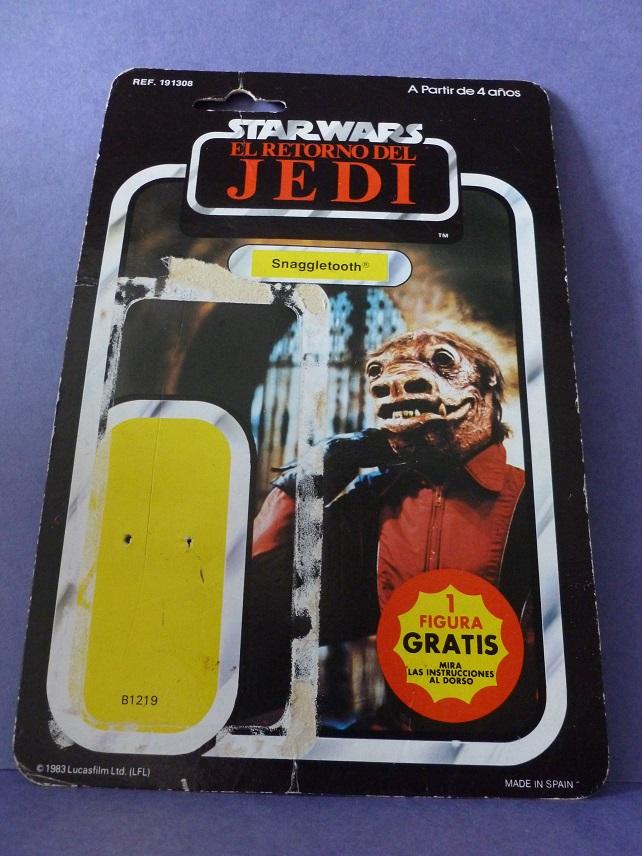 REF. 191308
A Partir de 4 años
STAR WARS
EL RETORNO DEL
JEDI
TM
Snaggletooth®
1
FIGURA
GRATIS
MIRA
LAS INSTRUCCIONES
AL DORSO
B1219
© 1983 Lucasfilm Ltd. (LFL)
MADE IN SPAIN